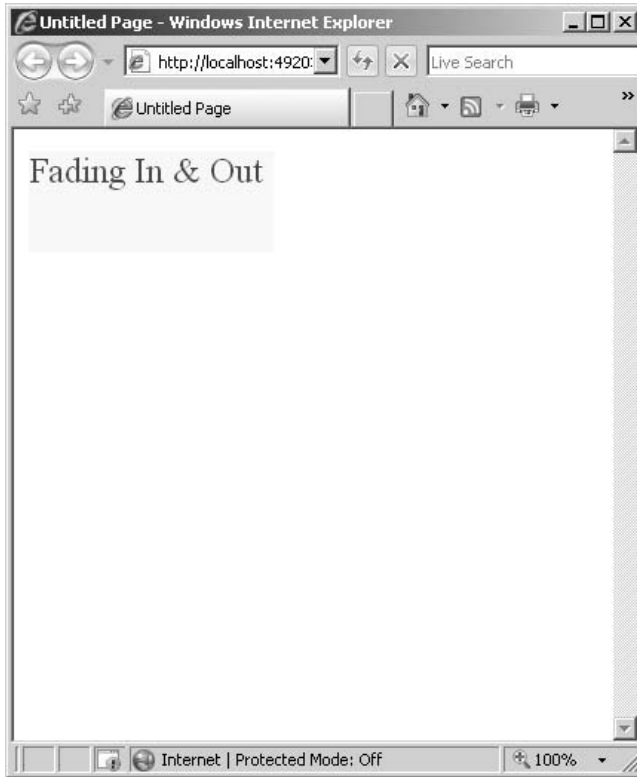 Untitled Page - Windows Internet Explorer
http://localhost:4920
Live Search
Untitled Page
»
Fading In & Out
Internet | Protected Mode: Off
100%